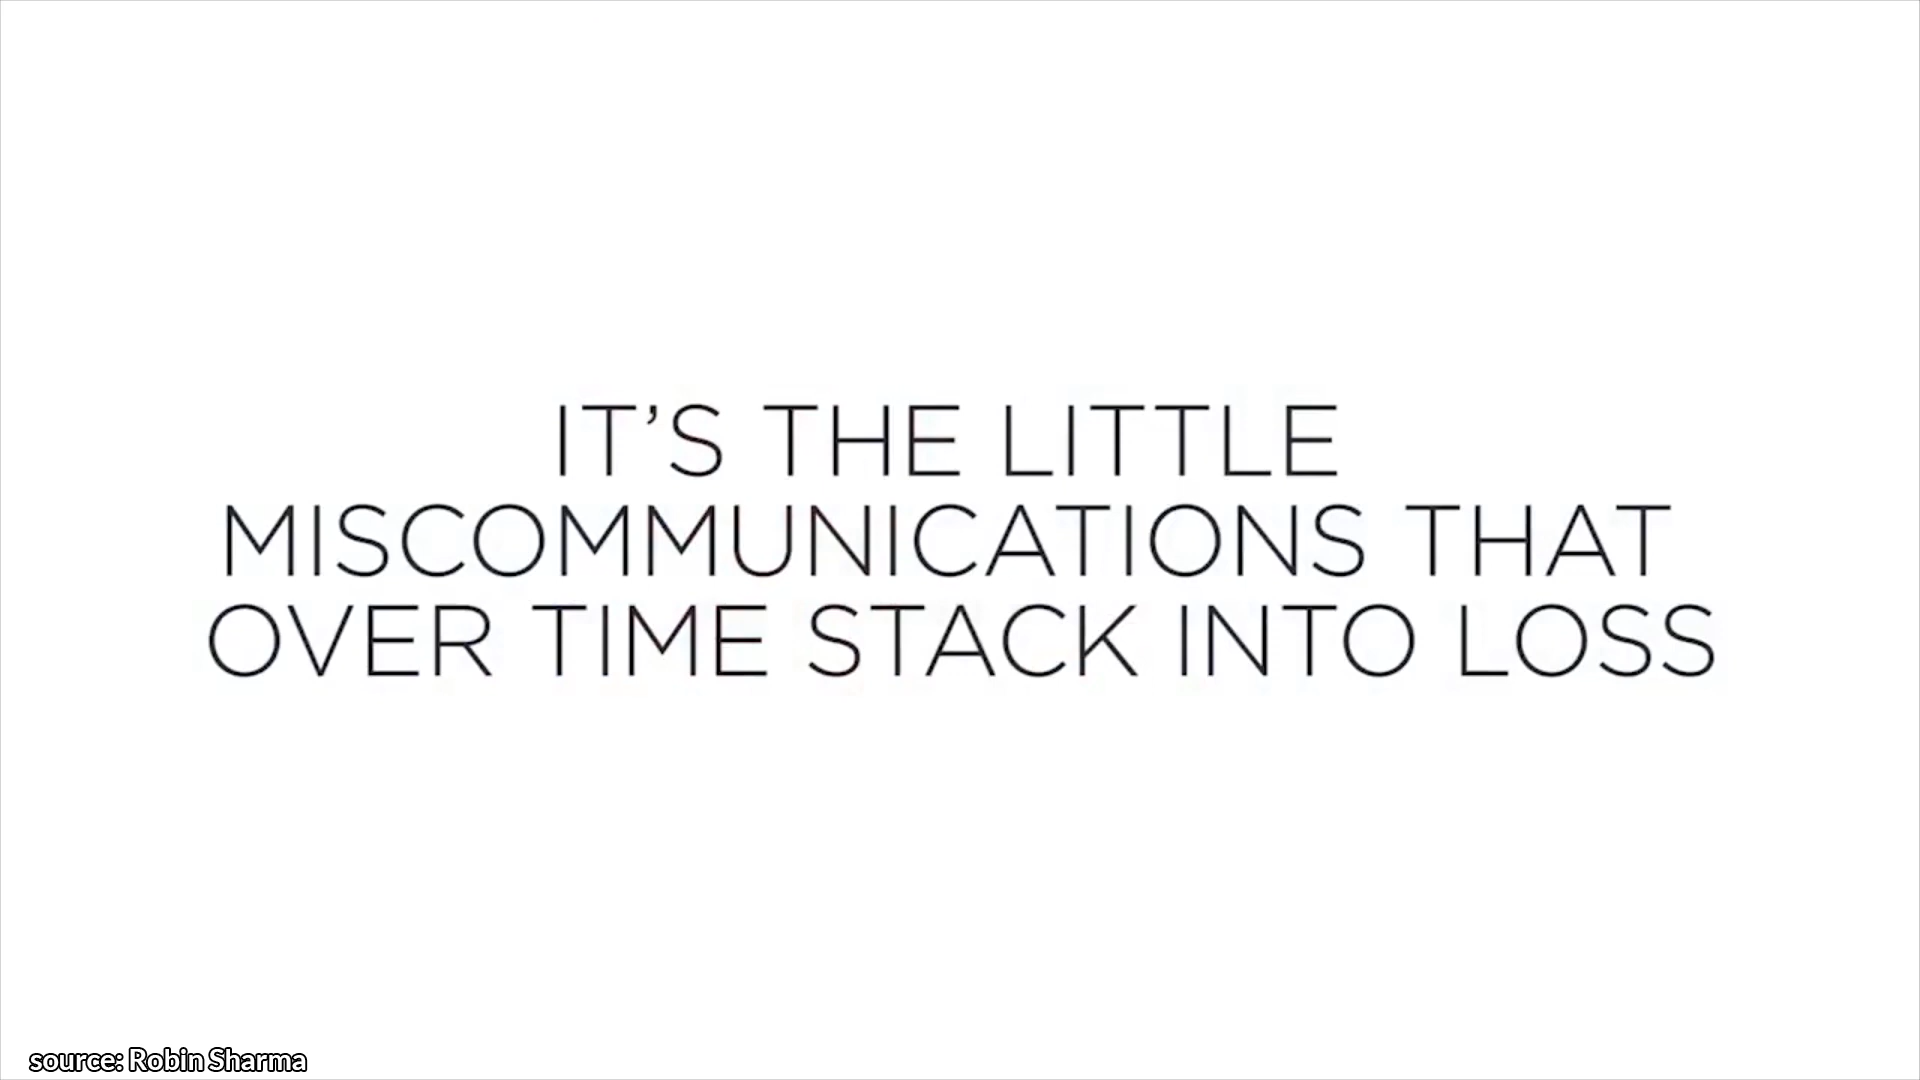 IT’S THE LITTLE
MISCOMMUNICATIONS THAT
OVER TIME STACK INTO LOSS
source: Robin Sharma